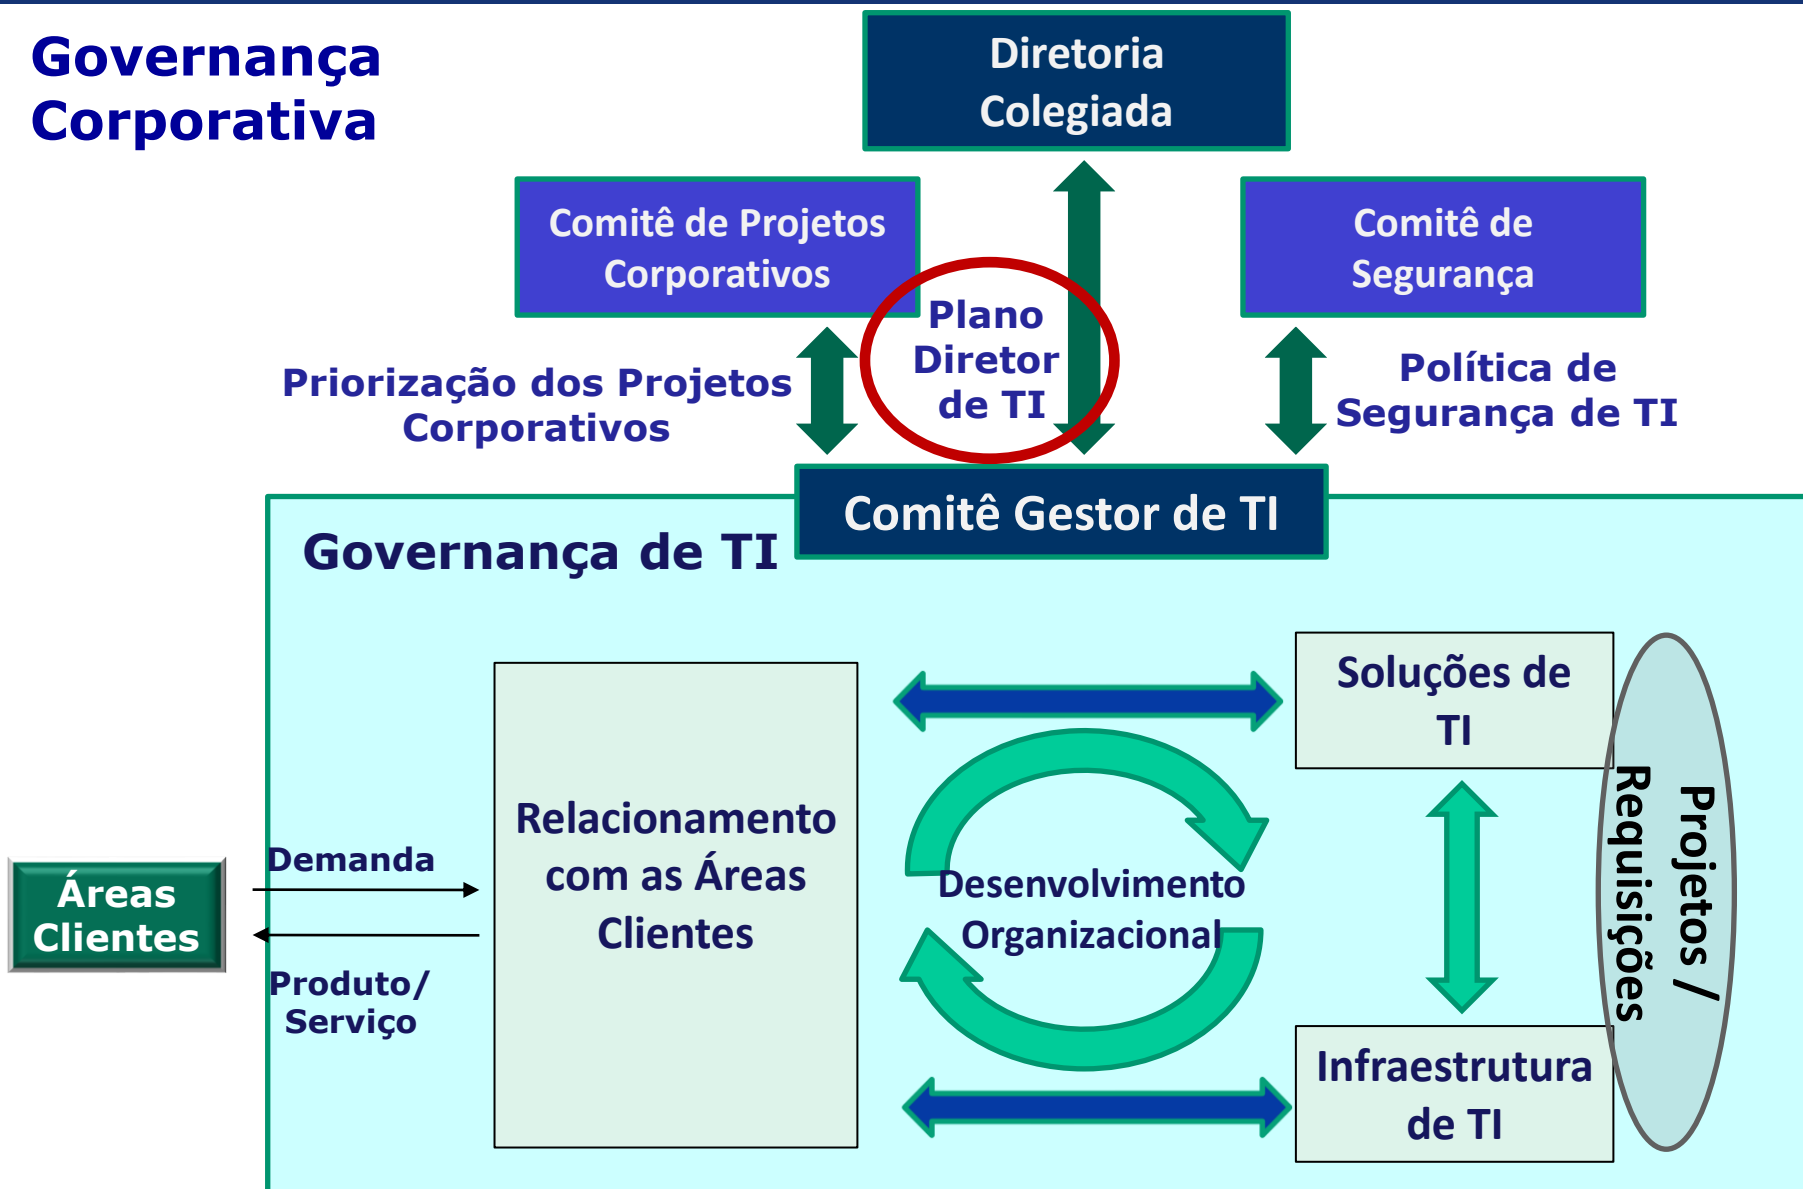 Governança
Corporativa
Diretoria
Colegiada
Comitê de Projetos
Corporativos
Comitê de
Segurança
Plano
Diretor
de TI
Priorização dos Projetos
Corporativos
Política de
Segurança de TI
Comitê Gestor de TI
Governança de TI
Relacionamento
com as Áreas
Clientes
Soluções de
TI
Áreas
Clientes
Demanda
Produto/
Serviço
Desenvolvimento
Organizacional
Infraestrutura
de TI
Projetos /
Requisições